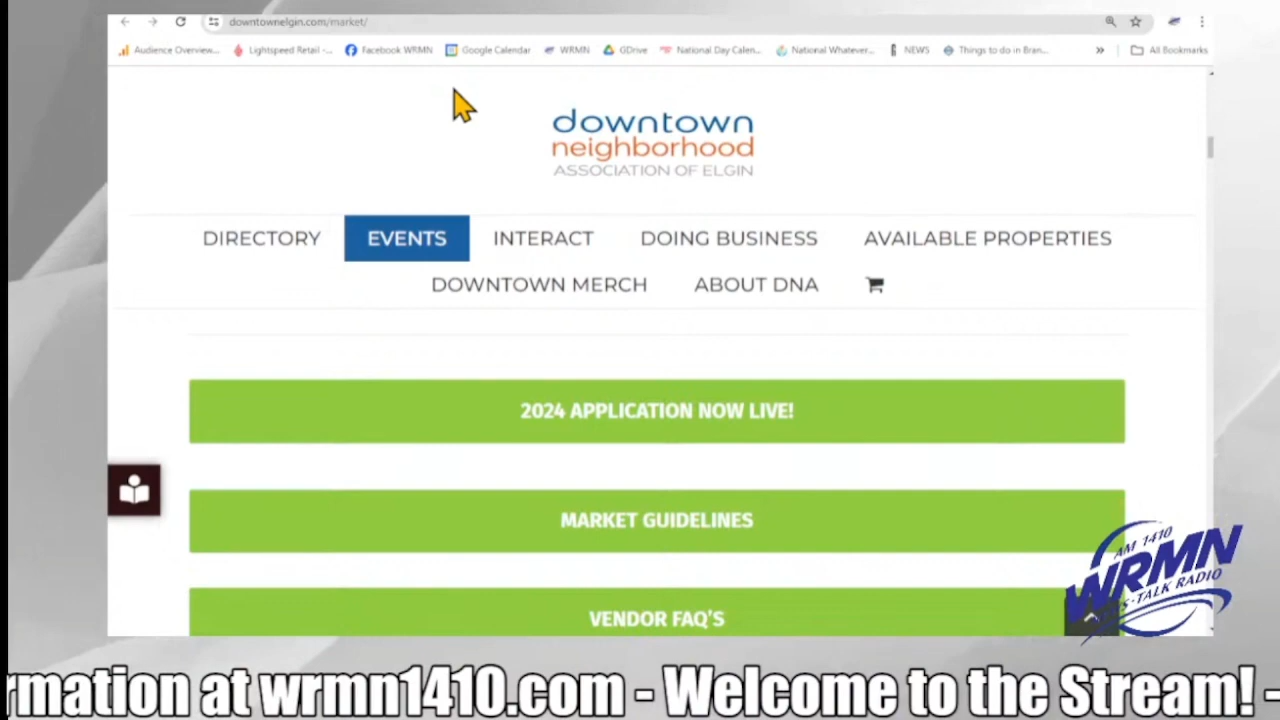 downtownelgin.com/market/
Audience Overview... Lightspeed Retail -... Facebook WRMN Google Calendar WRMN GDrive National Day Calen... National Whatever... NEWS Things to do in Bran... » All Bookmarks
downtown
neighborhood
ASSOCIATION OF ELGIN
DIRECTORY EVENTS INTERACT DOING BUSINESS AVAILABLE PROPERTIES
DOWNTOWN MERCH ABOUT DNA
2024 APPLICATION NOW LIVE!
MARKET GUIDELINES
VENDOR FAQ'S
AM 1410
WRMN
TALK RADIO
rmation at wrmn1410.com - Welcome to the Stream! -